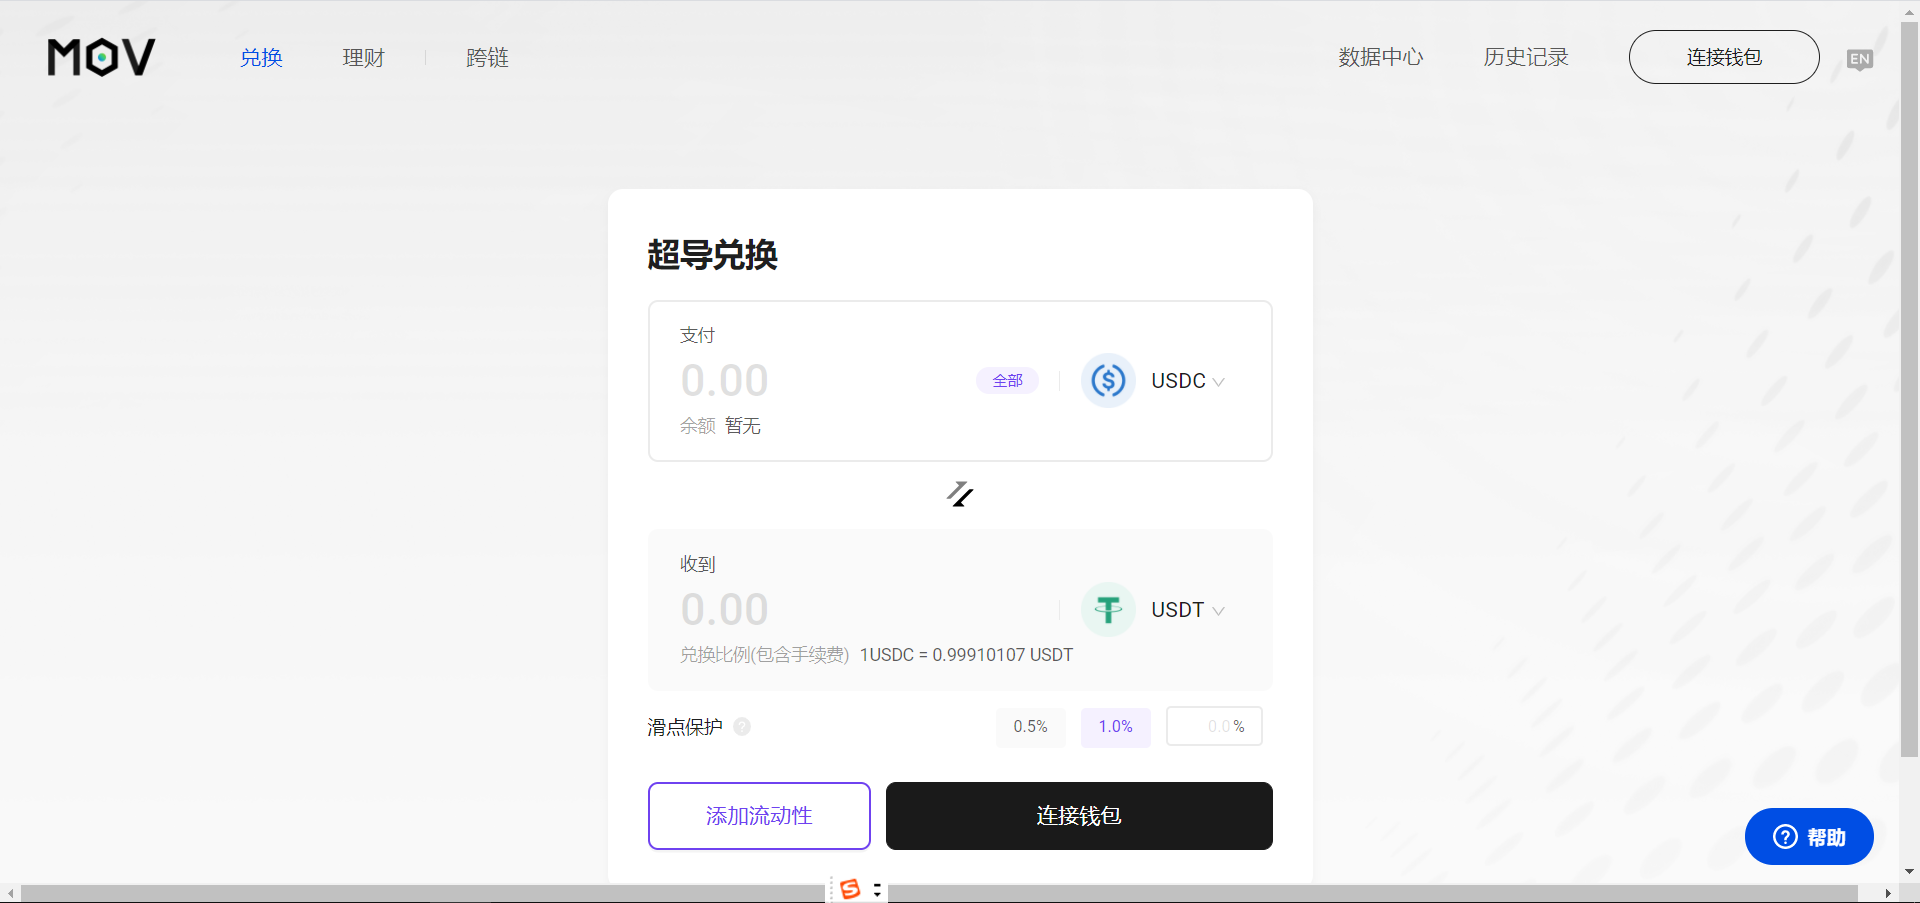 MOV 兑换 理财 跨链 数据中心 历史记录 连接钱包 EN
超导兑换
支付
0.00 全部 USDC
余额 暂无
收到
0.00 USDT
兑换比例(包含手续费) 1USDC = 0.99910107 USDT
滑点保护 ? 0.5% 1.0% 0.0 %
添加流动性 连接钱包
? 帮助
S